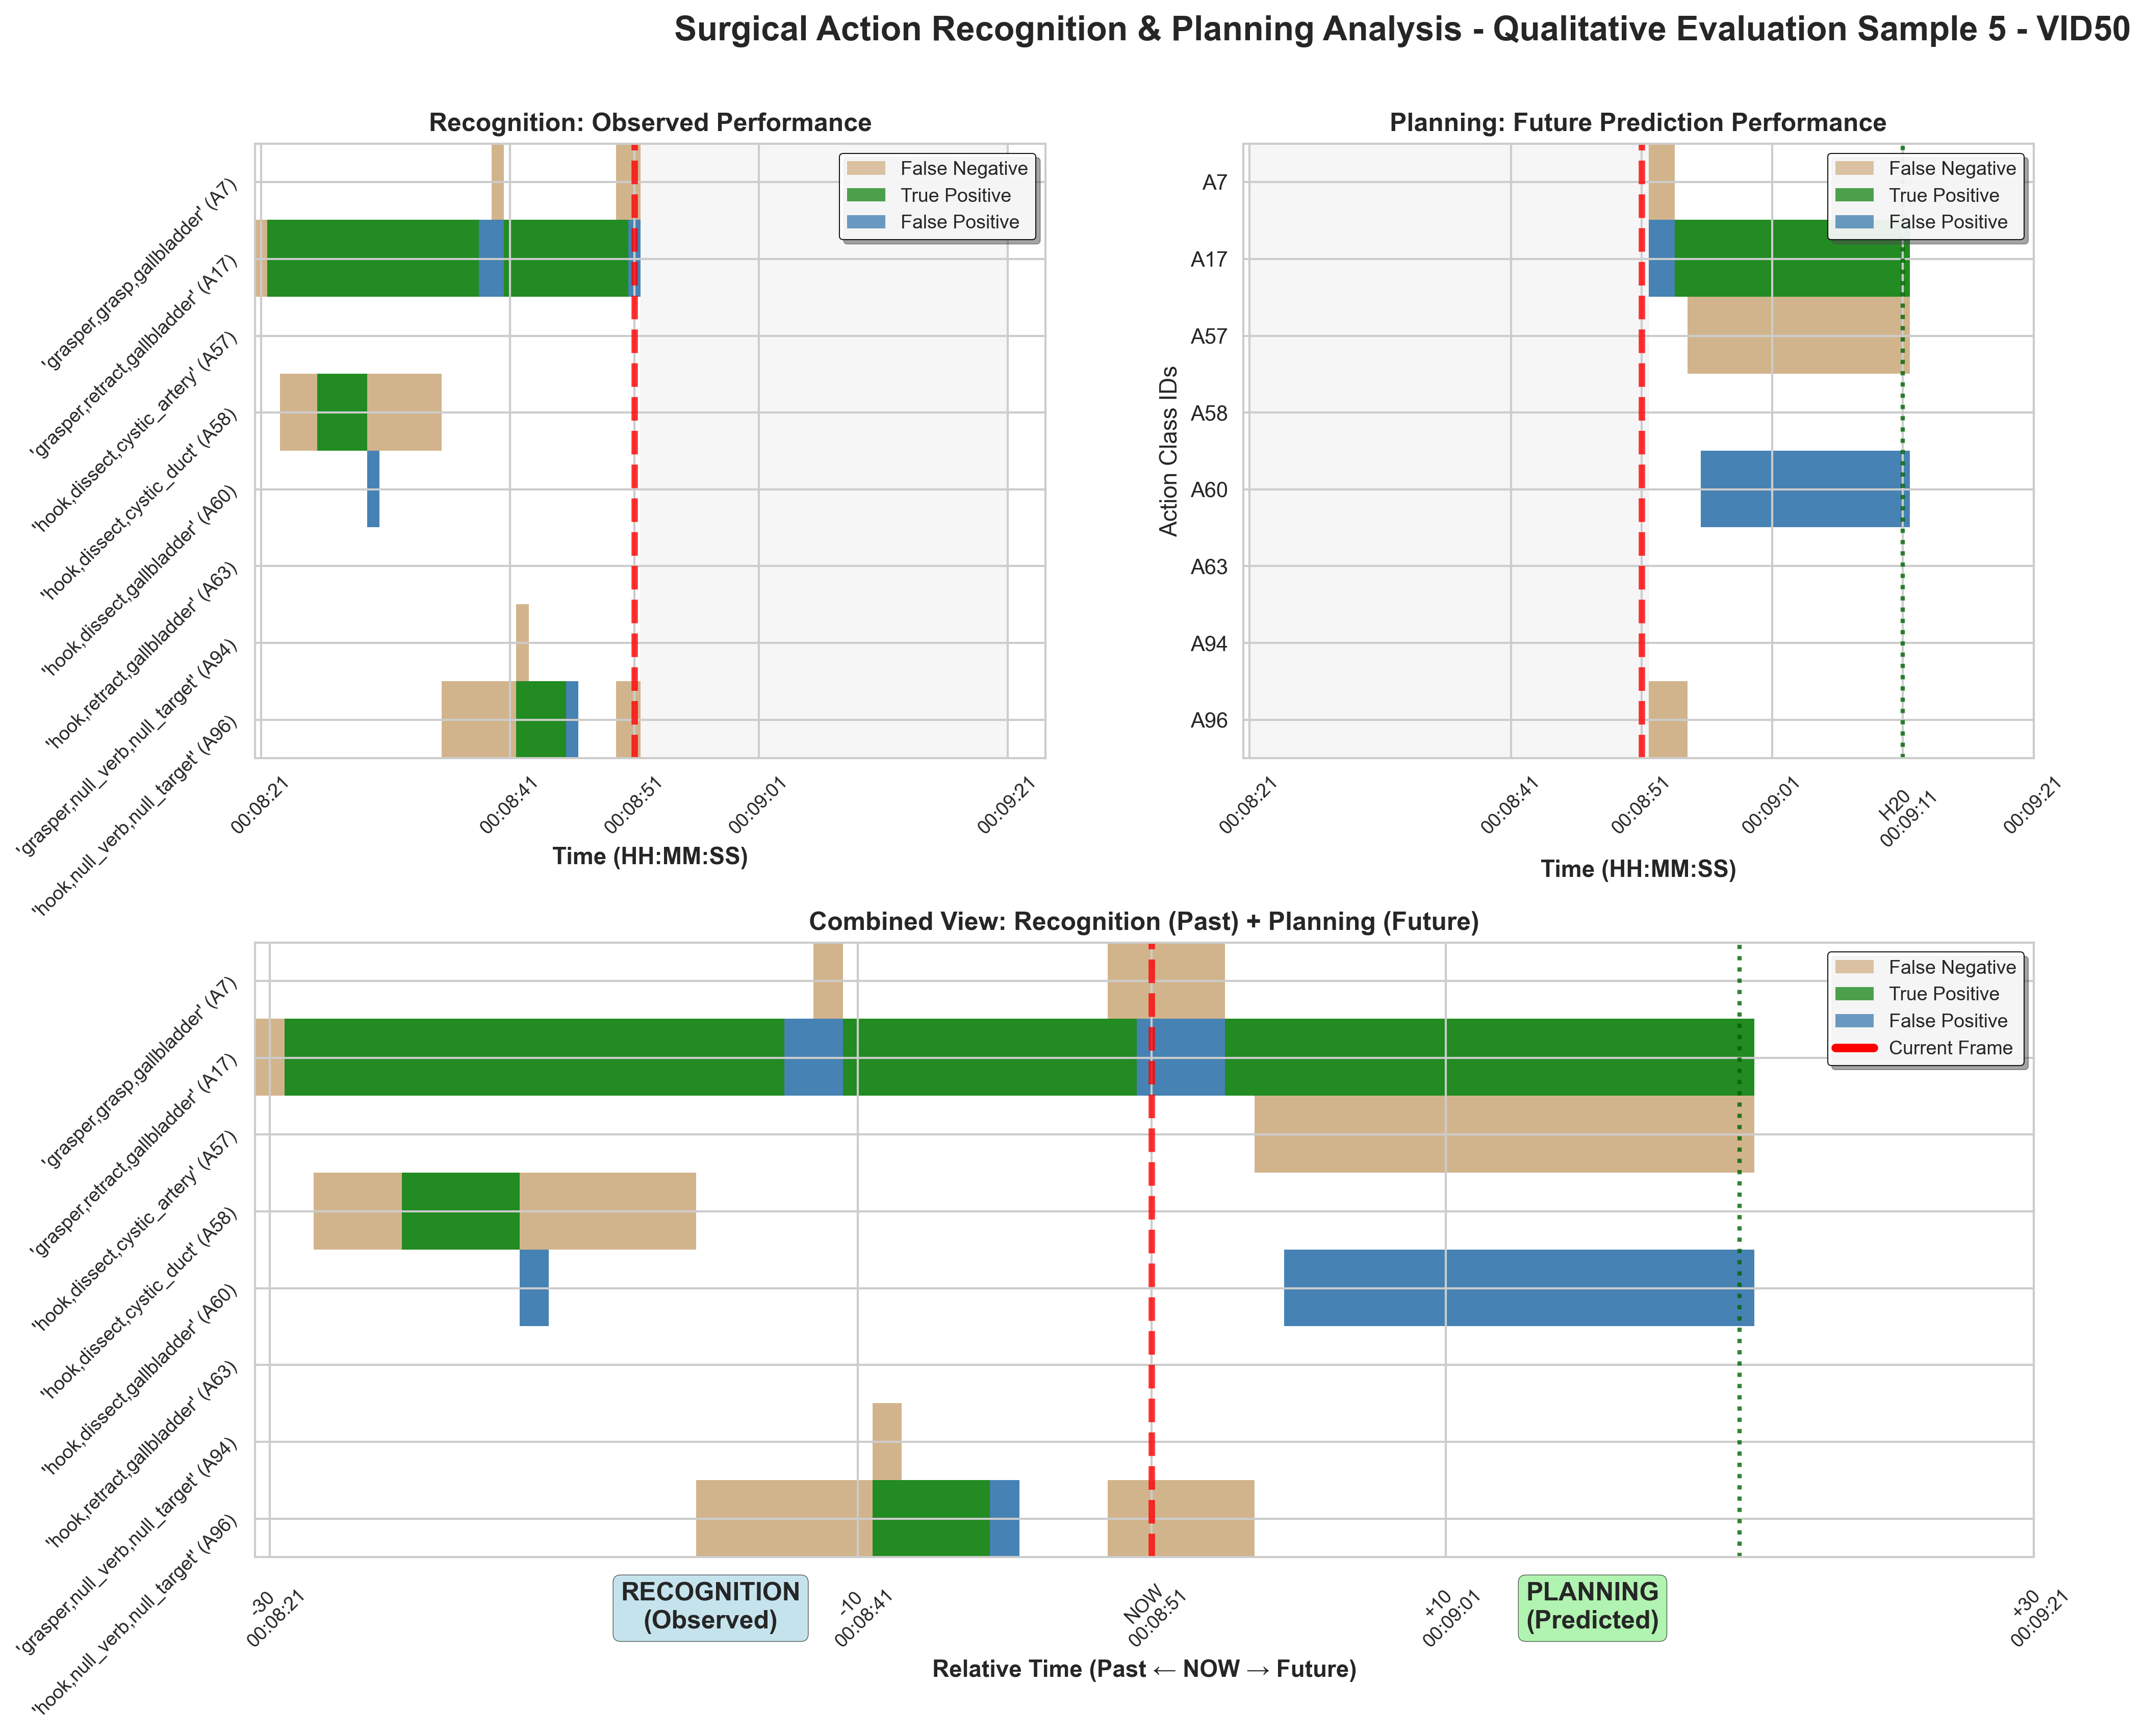 Surgical Action Recognition & Planning Analysis - Qualitative Evaluation Sample 5 - VID50
Recognition: Observed Performance
False Negative
True Positive
False Positive
'grasper,grasp,gallbladder' (A7)
'grasper,retract,gallbladder' (A17)
'hook,dissect,cystic_artery' (A57)
'hook,dissect,cystic_duct' (A58)
'hook,dissect,gallbladder' (A60)
'hook,retract,gallbladder' (A63)
'grasper,null_verb,null_target' (A94)
'hook,null_verb,null_target' (A96)
00:08:21
00:08:41
00:08:51
00:09:01
00:09:21
Time (HH:MM:SS)
Planning: Future Prediction Performance
False Negative
True Positive
False Positive
Action Class IDs
A7
A17
A57
A58
A60
A63
A94
A96
00:08:21
00:08:41
00:08:51
00:09:01
H20
00:09:11
00:09:21
Time (HH:MM:SS)
Combined View: Recognition (Past) + Planning (Future)
False Negative
True Positive
False Positive
Current Frame
'grasper,grasp,gallbladder' (A7)
'grasper,retract,gallbladder' (A17)
'hook,dissect,cystic_artery' (A57)
'hook,dissect,cystic_duct' (A58)
'hook,dissect,gallbladder' (A60)
'hook,retract,gallbladder' (A63)
'grasper,null_verb,null_target' (A94)
'hook,null_verb,null_target' (A96)
-30
00:08:21
RECOGNITION
(Observed)
-10
00:08:41
NOW
00:08:51
+10
00:09:01
PLANNING
(Predicted)
+30
00:09:21
Relative Time (Past ← NOW → Future)